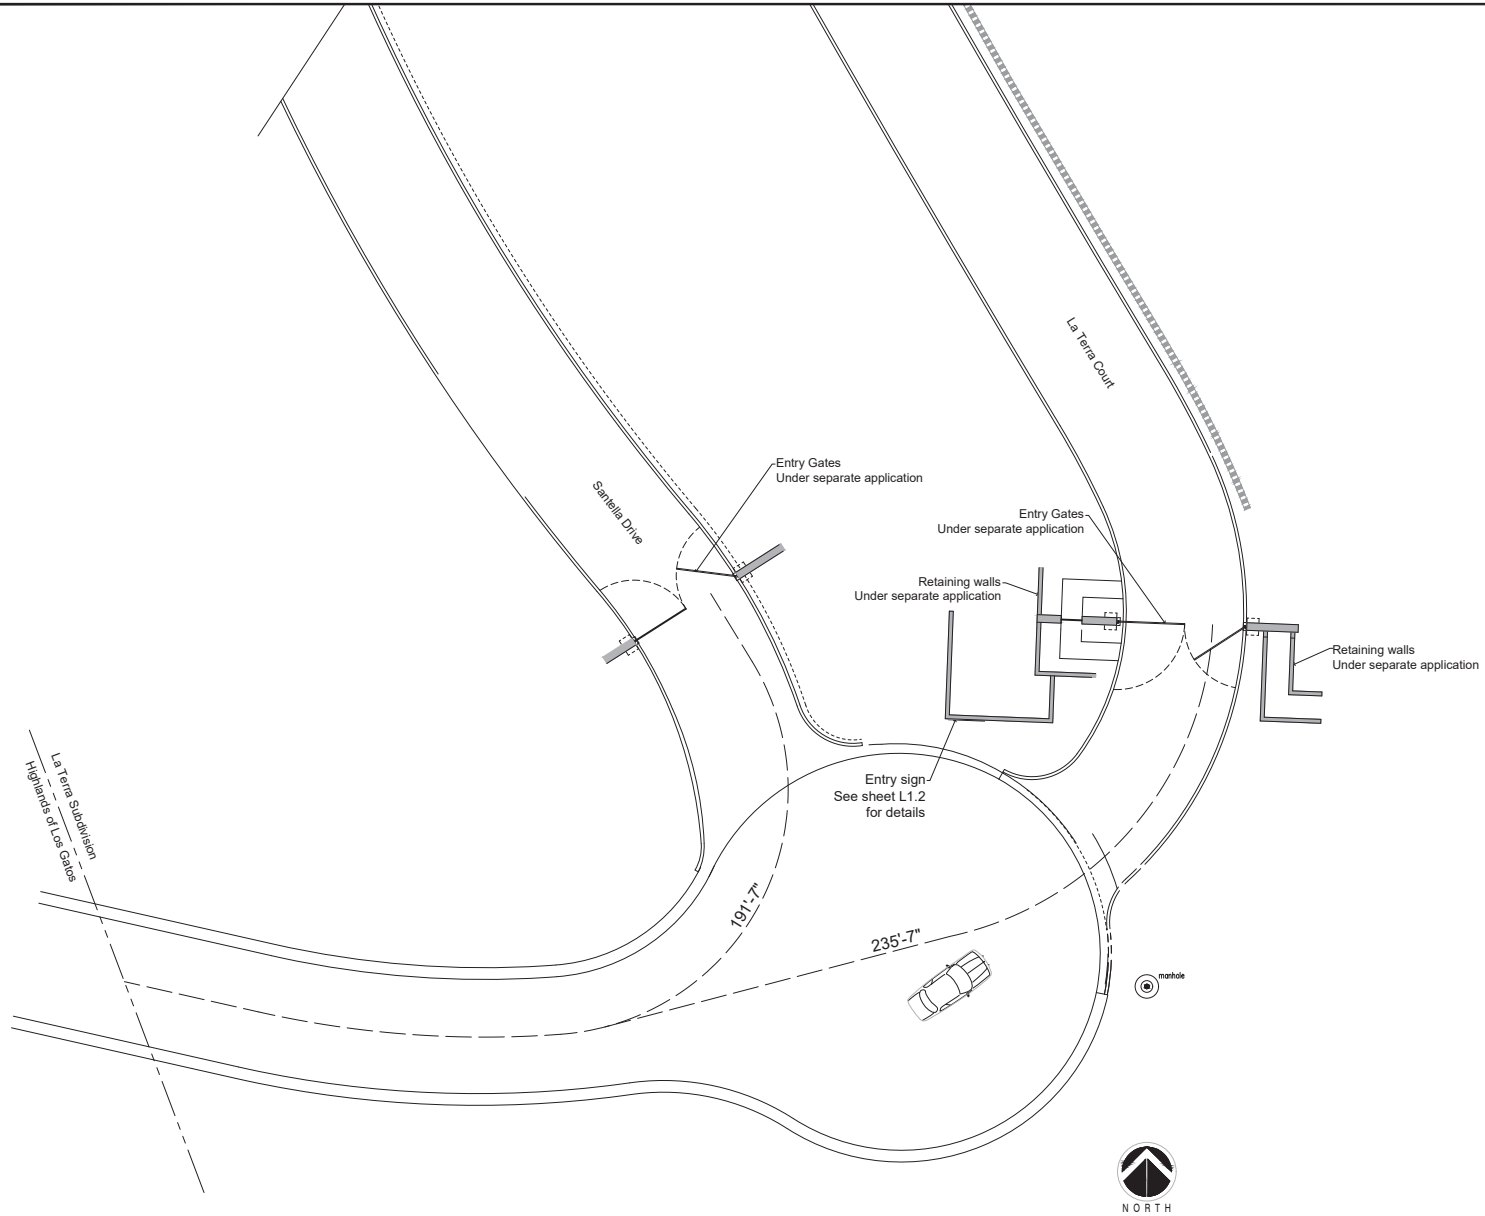 La Terra Court
Entry Gates
Under separate application
Santella Drive
Entry Gates
Under separate application
Retaining walls
Under separate application
Retaining walls
Under separate application
Entry sign
See sheet L1.2
for details
La Terra Subdivision
Highlands of Los Gatos
191'-7"
235'-7"
manhole
NORTH